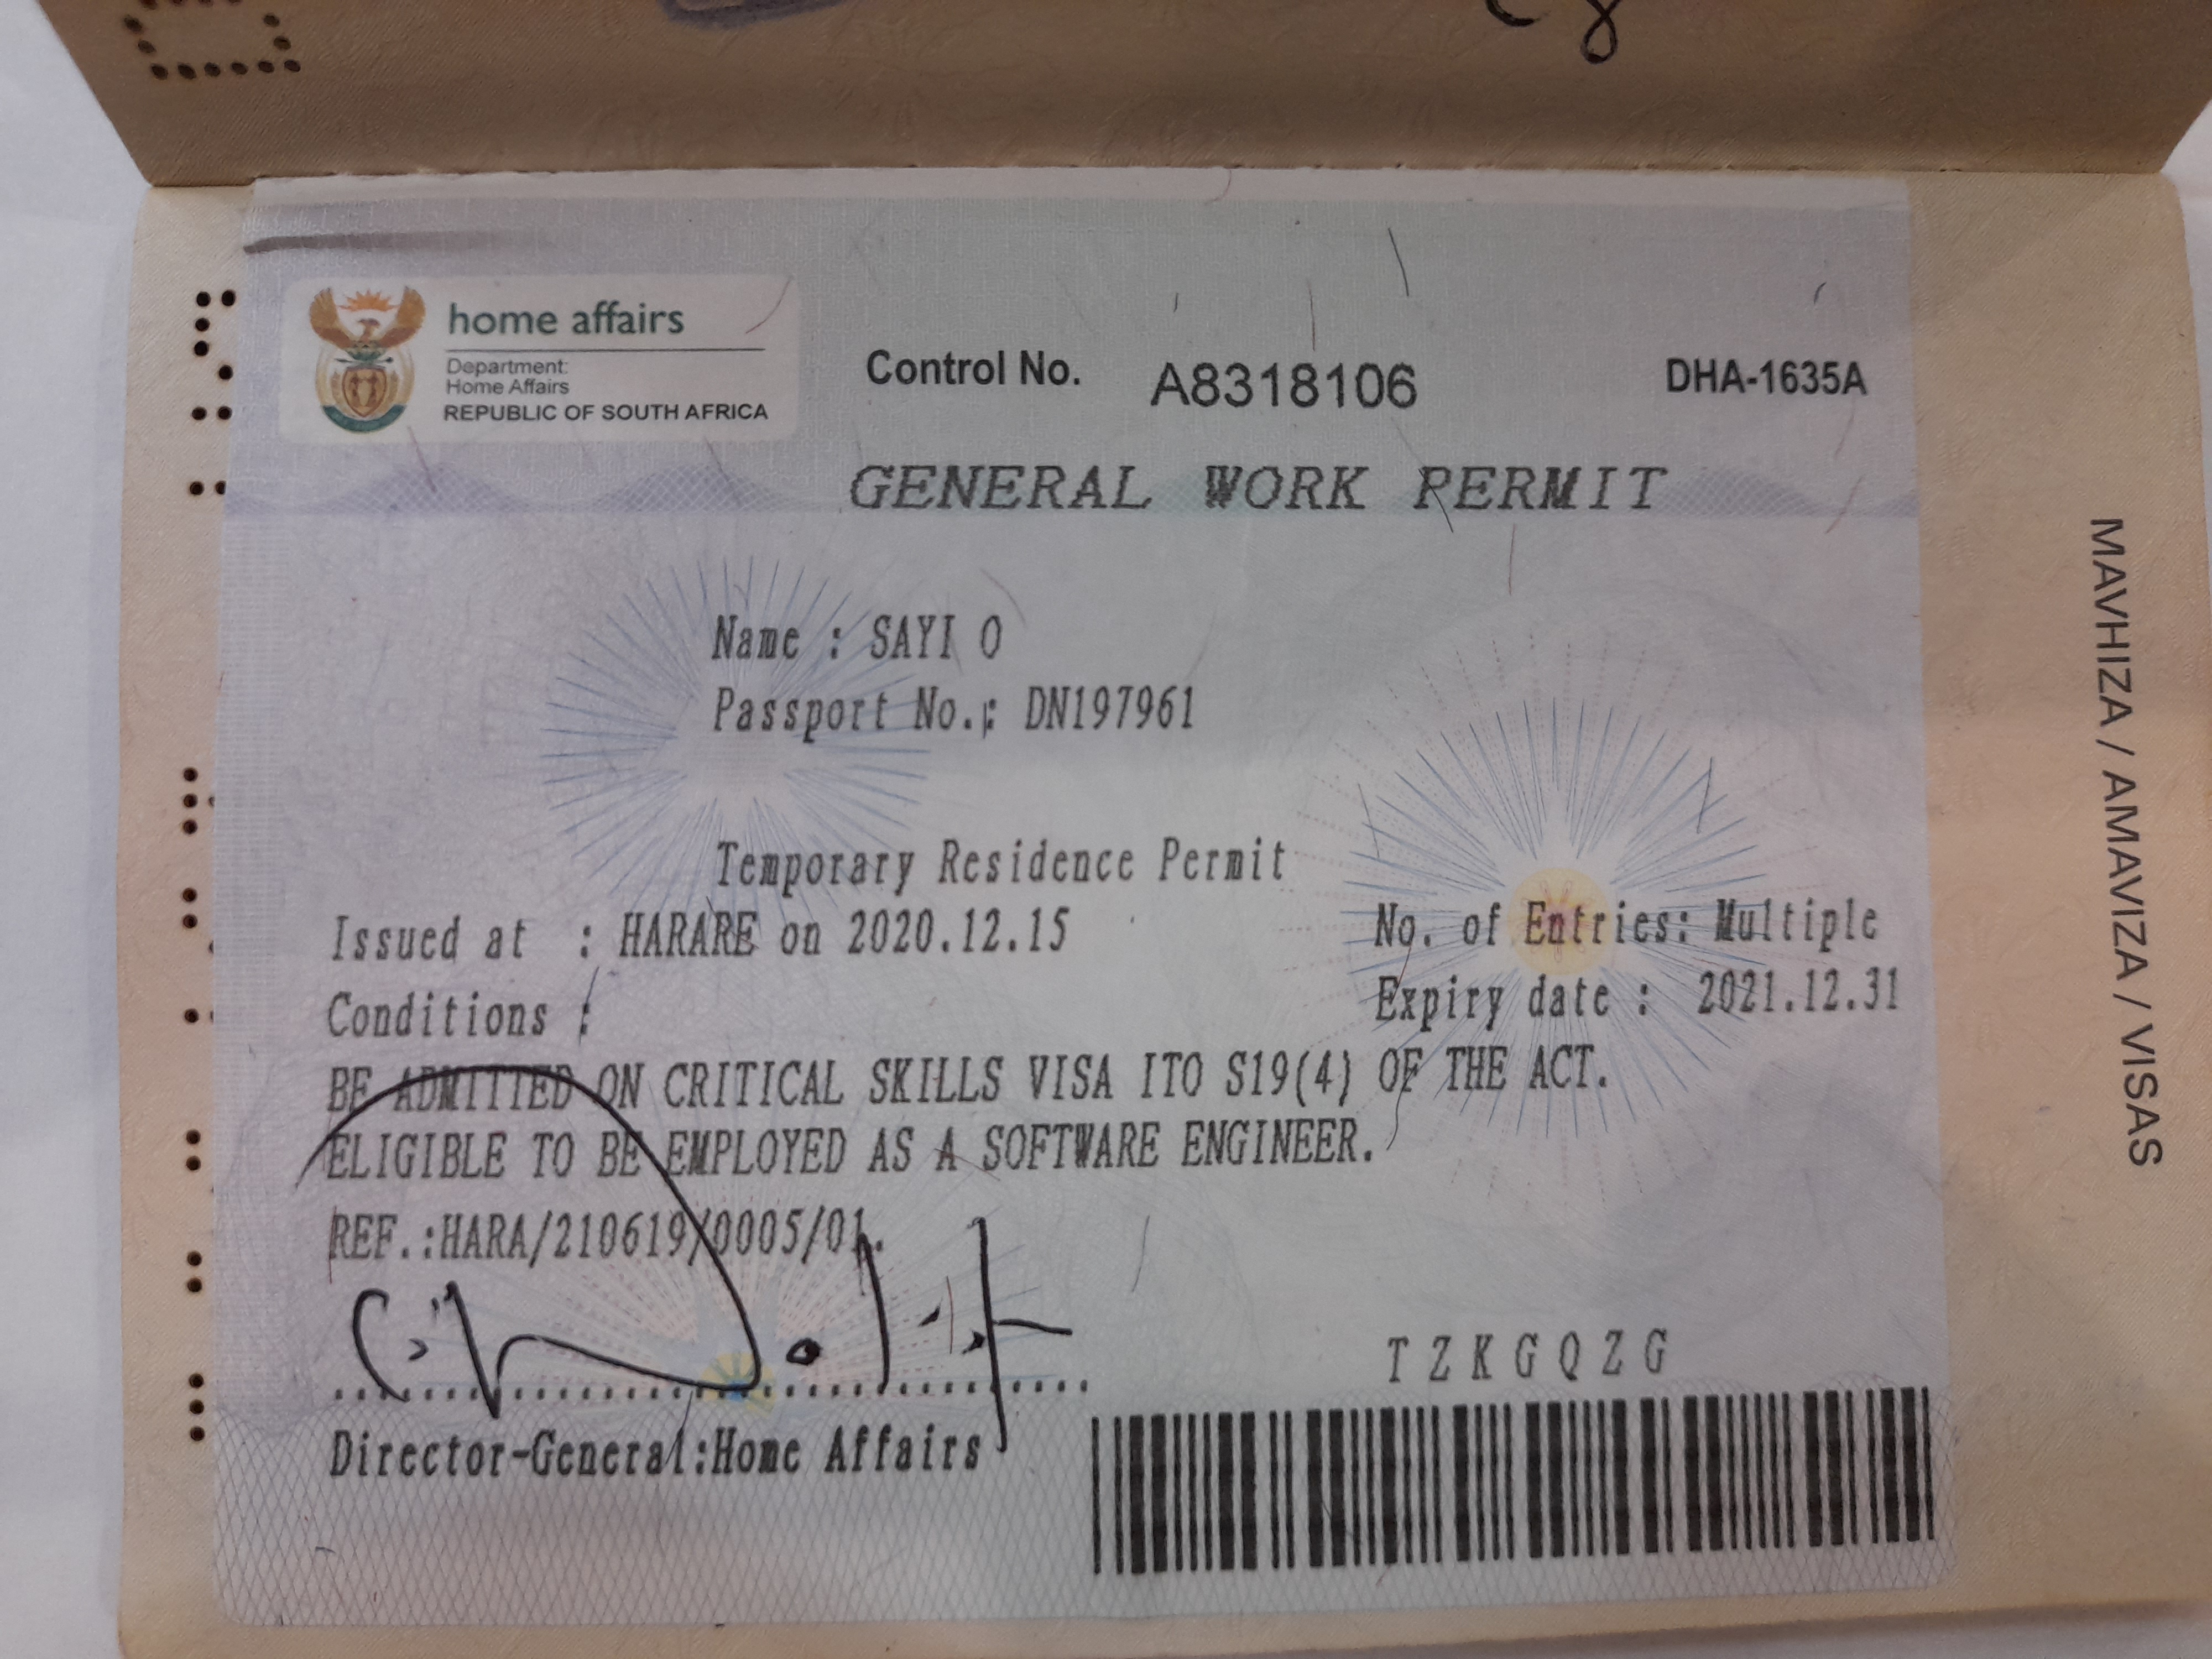 home affairs
Department:
Home Affairs
REPUBLIC OF SOUTH AFRICA
Control No. A8318106 DHA-1635A
GENERAL WORK PERMIT
Name : SAYI O
Passport No.: DN197961
Temporary Residence Permit
No. of Entries: Multiple
Issued at : HARARE on 2020.12.15
Expiry date : 2021.12.31
Conditions :
BE ADMITTED ON CRITICAL SKILLS VISA ITO S19(4) OF THE ACT.
ELIGIBLE TO BE EMPLOYED AS A SOFTWARE ENGINEER.
REF.:HARA/210619/0005/01.
TZKGQZG
Director-General:Home Affairs
MAVHIZA / AMAVIZA / VISAS